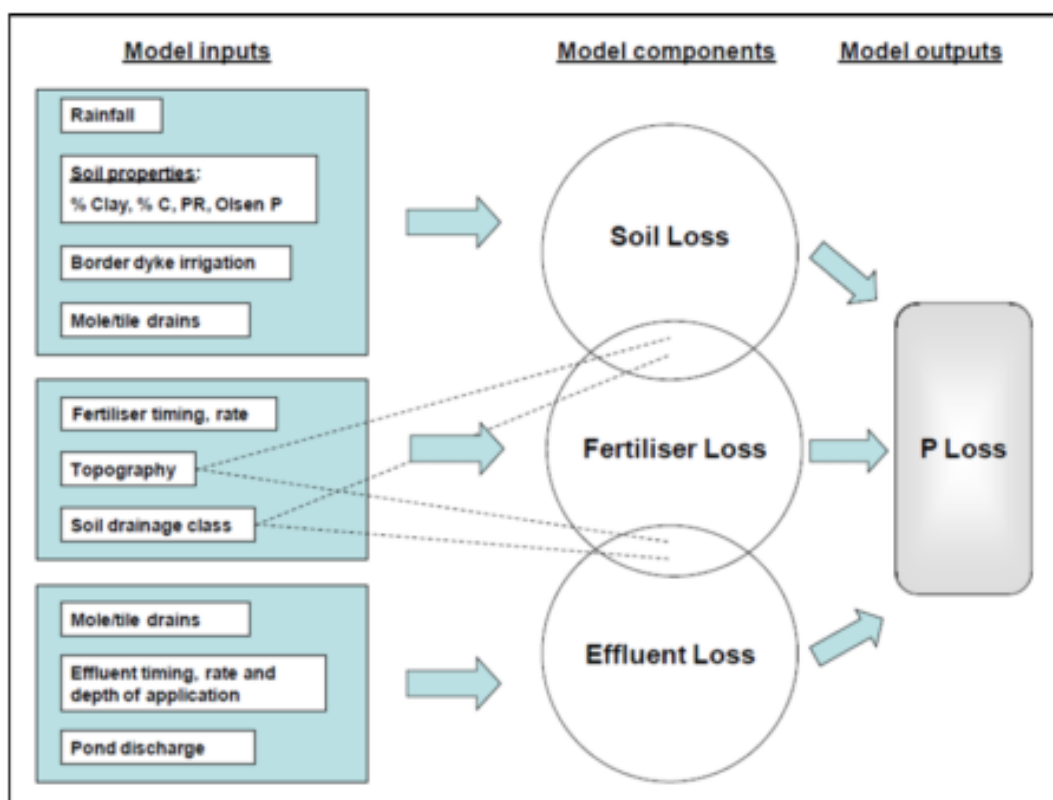 Model inputs
Model components
Model outputs
Rainfall
Soil properties:
% Clay, % C, PR, Olsen P
Border dyke irrigation
Mole/tile drains
Fertiliser timing, rate
Topography
Soil drainage class
Mole/tile drains
Effluent timing, rate and
depth of application
Pond discharge
Soil Loss
Fertiliser Loss
Effluent Loss
P Loss